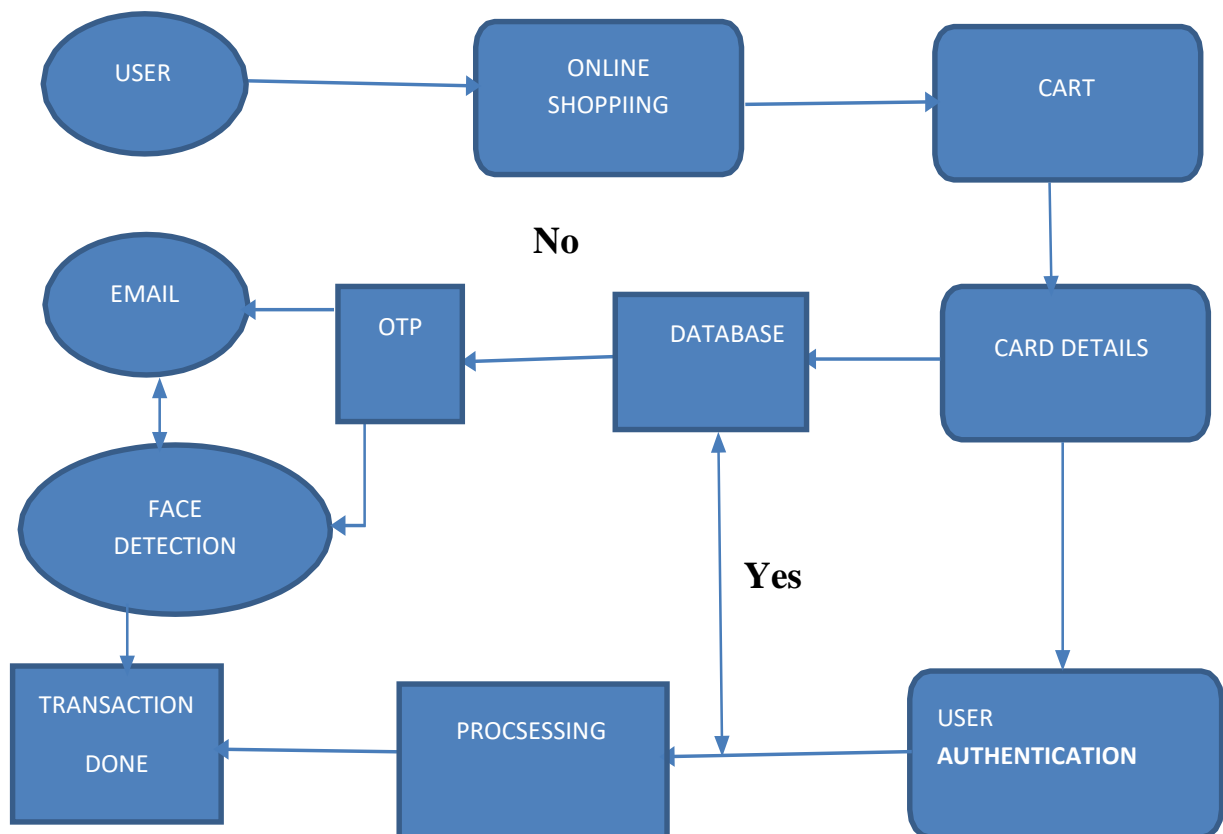 USER
ONLINE
SHOPPIING
CART
No
EMAIL
OTP
DATABASE
CARD DETAILS
FACE
DETECTION
Yes
TRANSACTION
DONE
PROCSESSING
USER
AUTHENTICATION